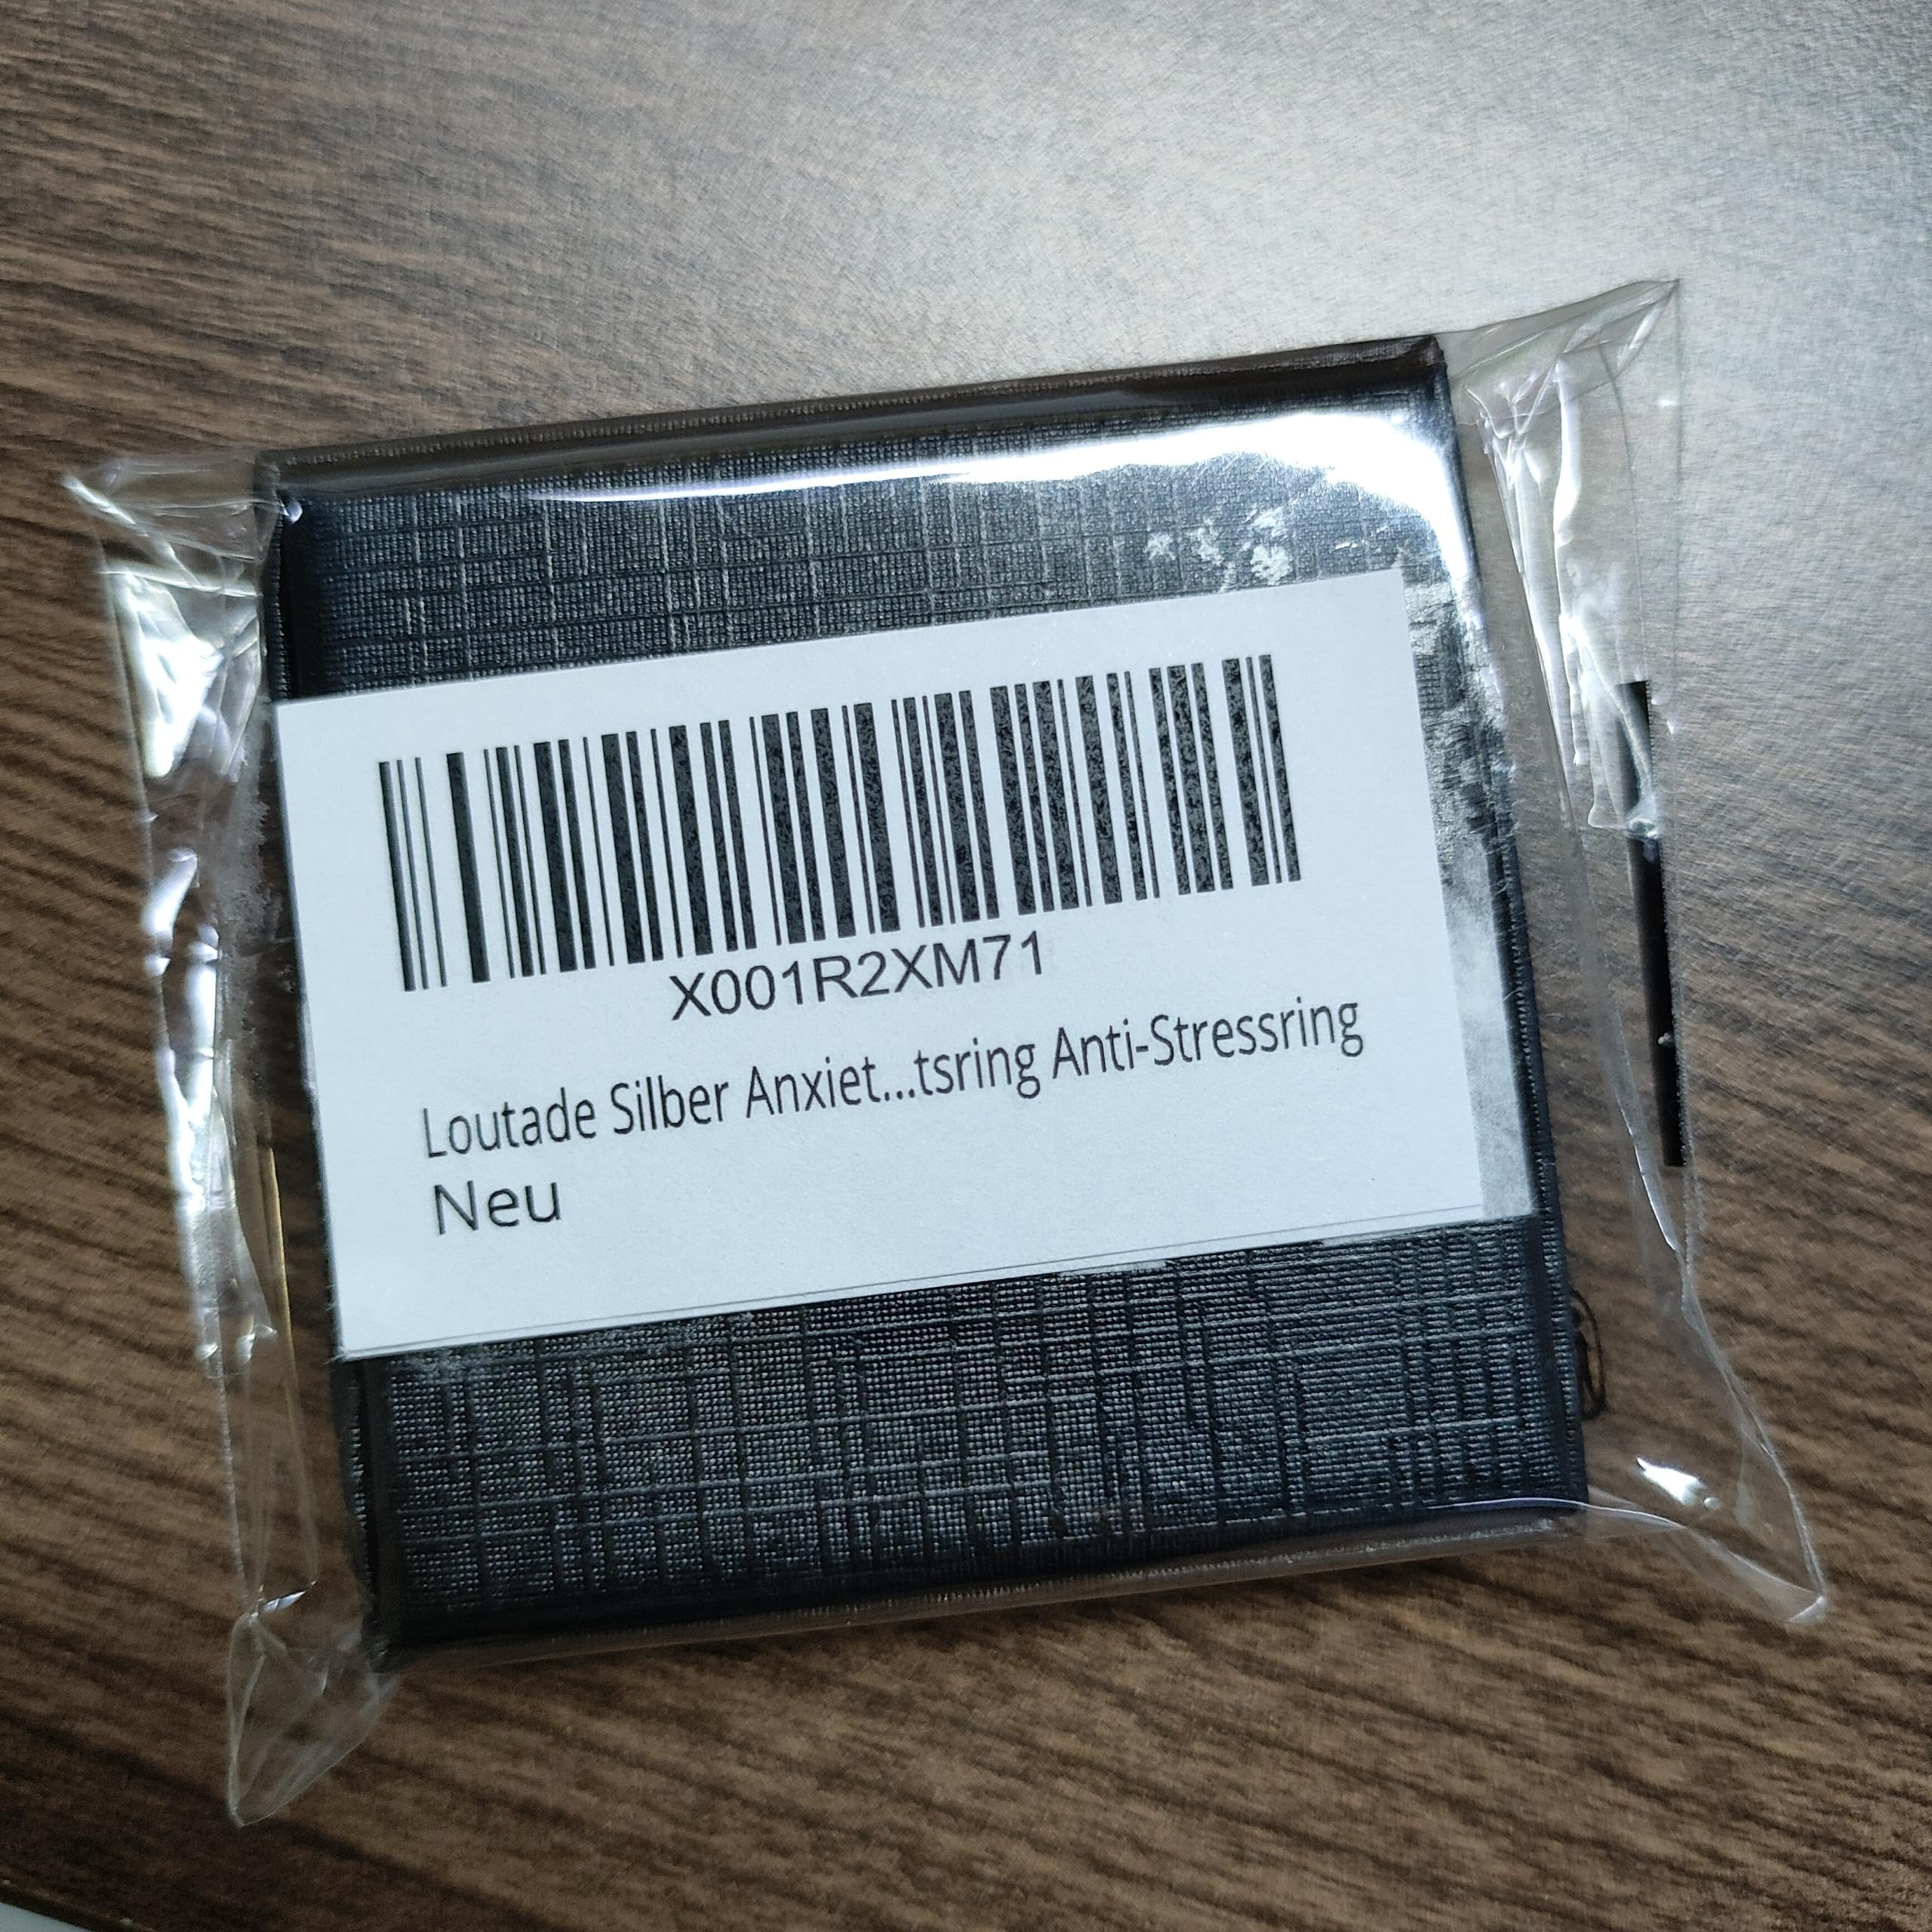 X001R2XM71
Loutade Silber Anxiet...tsring Anti-Stressring
Neu